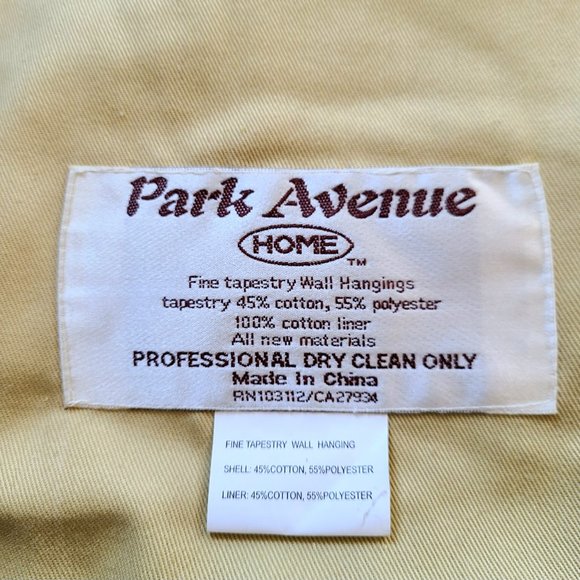 Park Avenue
HOME
TM
Fine tapestry Wall Hangings
tapestry 45% cotton, 55% polyester
100% cotton liner
All new materials
PROFESSIONAL DRY CLEAN ONLY
Made In China
RN103112/CA27934
FINE TAPESTRY WALL HANGING
SHELL: 45%COTTON, 55%POLYESTER
LINER: 45%COTTON, 55%POLYESTER